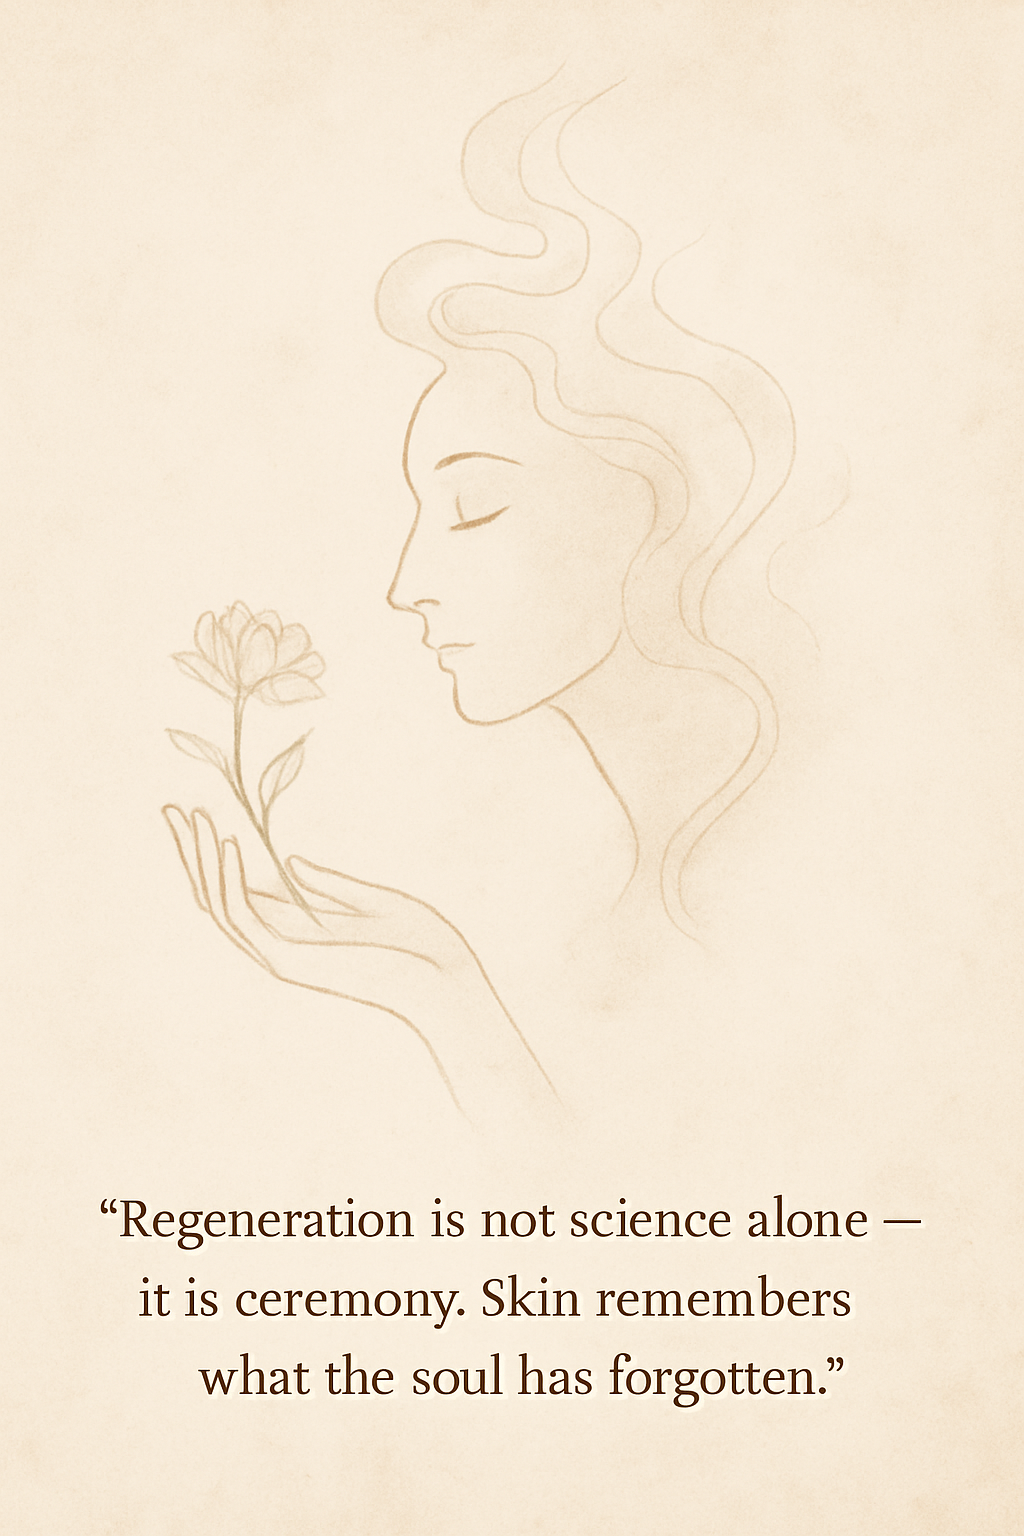 “Regeneration is not science alone —
it is ceremony. Skin remembers
what the soul has forgotten.”